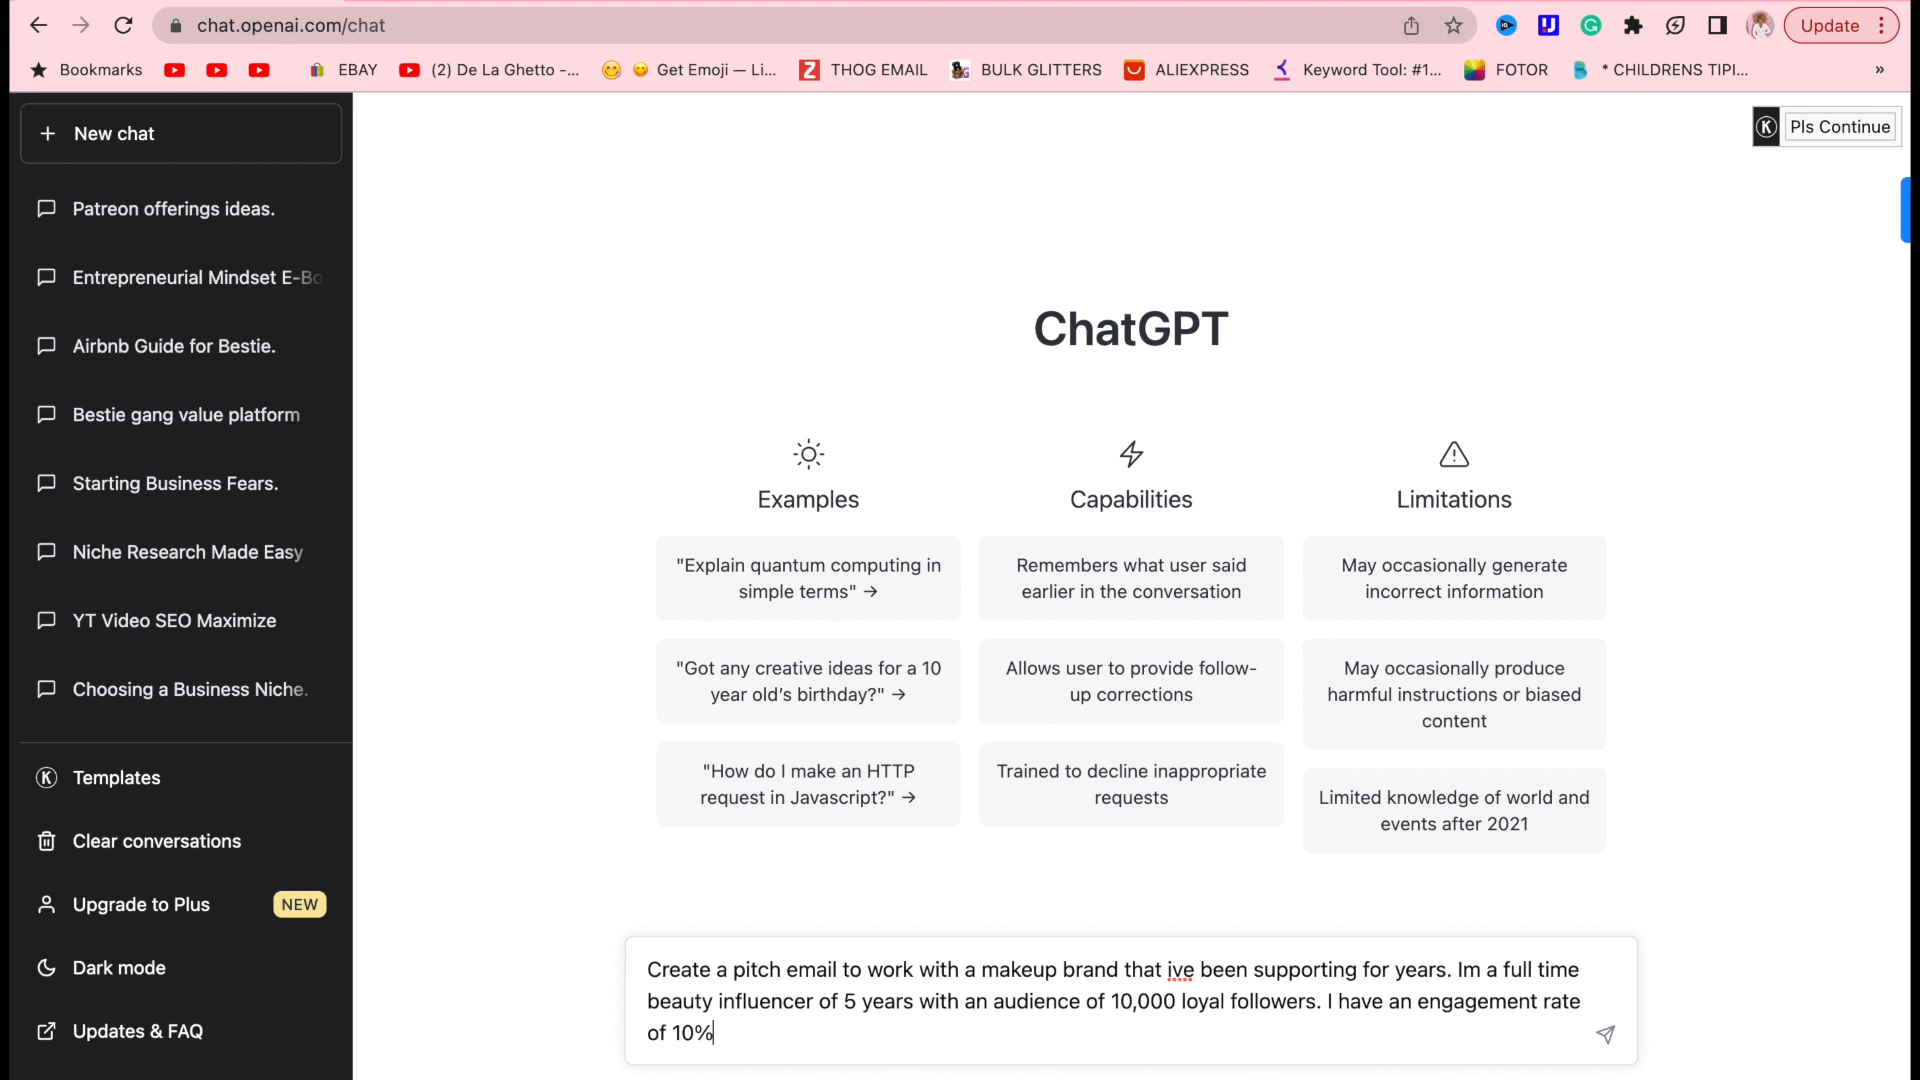 chat.openai.com/chat
Update
Bookmarks
EBAY
(2) De La Ghetto -...
Get Emoji — Li...
THOG EMAIL
BULK GLITTERS
ALIEXPRESS
Keyword Tool: #1...
FOTOR
* CHILDRENS TIPI...
»
+ New chat
Patreon offerings ideas.
Entrepreneurial Mindset E-Bo
Airbnb Guide for Bestie.
Bestie gang value platform
Starting Business Fears.
Niche Research Made Easy
YT Video SEO Maximize
Choosing a Business Niche.
Templates
Clear conversations
Upgrade to Plus
NEW
Dark mode
Updates & FAQ
Pls Continue
ChatGPT
Examples
"Explain quantum computing in
simple terms" →
"Got any creative ideas for a 10
year old's birthday?" →
"How do I make an HTTP
request in Javascript?" →
Capabilities
Remembers what user said
earlier in the conversation
Allows user to provide follow-
up corrections
Trained to decline inappropriate
requests
Limitations
May occasionally generate
incorrect information
May occasionally produce
harmful instructions or biased
content
Limited knowledge of world and
events after 2021
Create a pitch email to work with a makeup brand that ive been supporting for years. Im a full time
beauty influencer of 5 years with an audience of 10,000 loyal followers. I have an engagement rate
of 10%